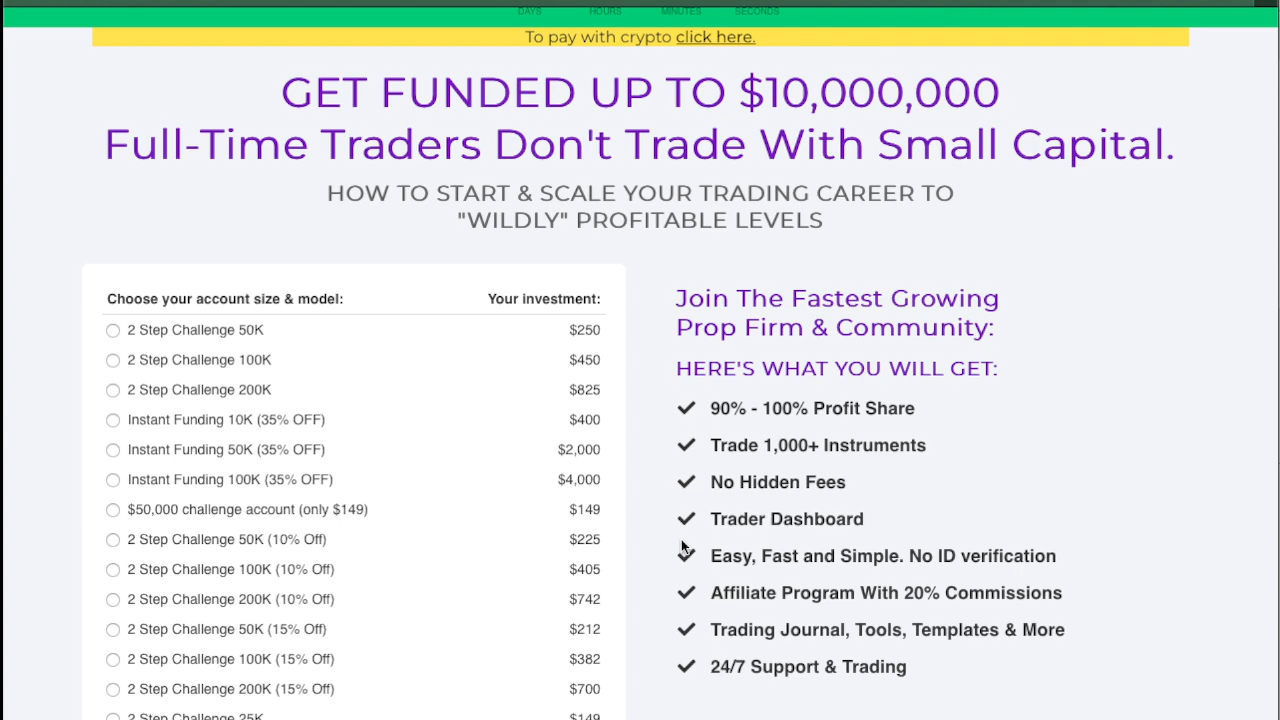 DAYS HOURS MINUTES SECONDS
To pay with crypto click here.
GET FUNDED UP TO $10,000,000
Full-Time Traders Don't Trade With Small Capital.
HOW TO START & SCALE YOUR TRADING CAREER TO
"WILDLY" PROFITABLE LEVELS
Choose your account size & model: Your investment:
2 Step Challenge 50K $250
2 Step Challenge 100K $450
2 Step Challenge 200K $825
Instant Funding 10K (35% OFF) $400
Instant Funding 50K (35% OFF) $2,000
Instant Funding 100K (35% OFF) $4,000
$50,000 challenge account (only $149) $149
2 Step Challenge 50K (10% Off) $225
2 Step Challenge 100K (10% Off) $405
2 Step Challenge 200K (10% Off) $742
2 Step Challenge 50K (15% Off) $212
2 Step Challenge 100K (15% Off) $382
2 Step Challenge 200K (15% Off) $700
2 Step Challenge 25K $149
Join The Fastest Growing
Prop Firm & Community:
HERE'S WHAT YOU WILL GET:
90% - 100% Profit Share
Trade 1,000+ Instruments
No Hidden Fees
Trader Dashboard
Easy, Fast and Simple. No ID verification
Affiliate Program With 20% Commissions
Trading Journal, Tools, Templates & More
24/7 Support & Trading